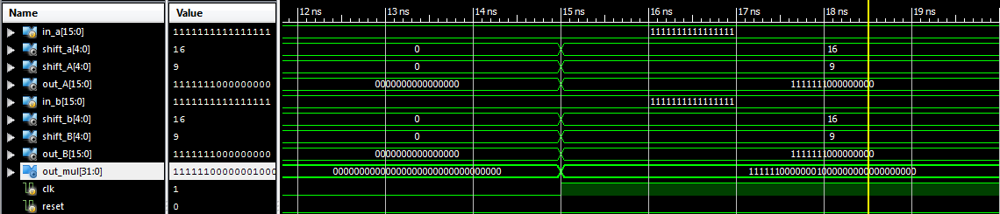 Name Value 12 ns 13 ns 14 ns 15 ns 16 ns 17 ns 18 ns 19 ns
in_a[15:0] 1111111111111111 1111111111111111
shift_a[4:0] 16 0 16
shift_A[4:0] 9 0 9
out_A[15:0] 1111111000000000 0000000000000000 1111111000000000
in_b[15:0] 1111111111111111 1111111111111111
shift_b[4:0] 16 0 16
shift_B[4:0] 9 0 9
out_B[15:0] 1111111000000000 0000000000000000 1111111000000000
out_mul[31:0] 11111100000001000 00000000000000000000000000000000 11111100000001000000000000000000
clk 1
reset 0